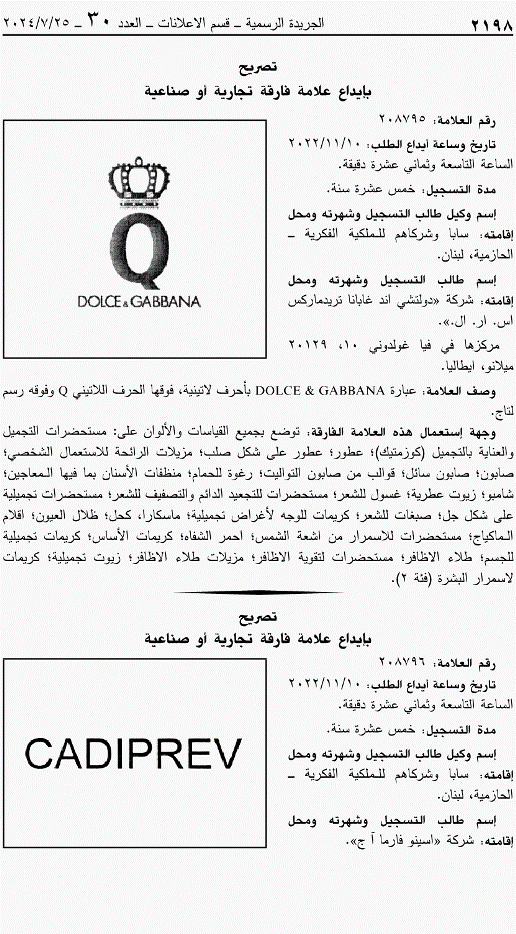 ٢١٩٨ الجريدة الرسمية ـ قسم الاعلانات ـ العدد ٣٠ ـ ٢٠٢٤/٧/٢٥
تصريح
بإيداع علامة فارقة تجارية أو صناعية
رقم العلامة: ٢٠٨٧٩٥
تاريخ وساعة أيداع الطلب: ٢٠٢٢/١١/١٠
الساعة التاسعة وثماني عشرة دقيقة.
مدة التسجيل: خمس عشرة سنة.
إسم وكيل طالب التسجيل وشهرته ومحل
إقامته: سابا وشركاهم للملكية الفكرية ـ
الحازمية، لبنان.
إسم طالب التسجيل وشهرته ومحل
إقامته: شركة «دولتشي اند غابانا تريدماركس
اس. ار. ال.».
مركزها في فيا غولدوني ١٠، ٢٠١٢٩
ميلانو، ايطاليا.
Q
DOLCE & GABBANA
وصف العلامة: عبارة DOLCE & GABBANA بأحرف لاتينية، فوقها الحرف اللاتيني Q وفوقه رسم
لتاج.
وجهة إستعمال هذه العلامة الفارقة: توضع بجميع القياسات والألوان على: مستحضرات التجميل
والعناية بالتجميل (كوزمتيك)؛ عطور؛ عطور على شكل صلب؛ مزيلات الرائحة للاستعمال الشخصي؛
صابون؛ صابون سائل؛ قوالب من صابون التواليت؛ رغوة للحمام؛ منظفات الأسنان بما فيها الـمعاجين؛
شامبو؛ زيوت عطرية؛ غسول للشعر؛ مستحضرات للتجعيد الدائم والتصفيف للشعر؛ مستحضرات تجميلية
على شكل جل؛ صبغات للشعر؛ كريمات للوجه لأغراض تجميلية؛ ماسكارا، كحل؛ ظلال العيون؛ اقلام
الـماكياج؛ مستحضرات للاسمرار من اشعة الشمس؛ احمر الشفاه؛ كريمات الأساس؛ كريمات تجميلية
للجسم؛ طلاء الاظافر؛ مستحضرات لتقوية الاظافر؛ مزيلات طلاء الاظافر؛ زيوت تجميلية؛ كريمات
لاسمرار البشرة (فئة ٢).
تصريح
بإيداع علامة فارقة تجارية أو صناعية
رقم العلامة: ٢٠٨٧٩٦
تاريخ وساعة أيداع الطلب: ٢٠٢٢/١١/١٠
الساعة التاسعة وثماني عشرة دقيقة.
مدة التسجيل: خمس عشرة سنة.
إسم وكيل طالب التسجيل وشهرته ومحل
إقامته: سابا وشركاهم للـملكية الفكرية ـ
الحازمية، لبنان.
إسم طالب التسجيل وشهرته ومحل
إقامته: شركة «اسينو فارما آ ج».
CADIPREV